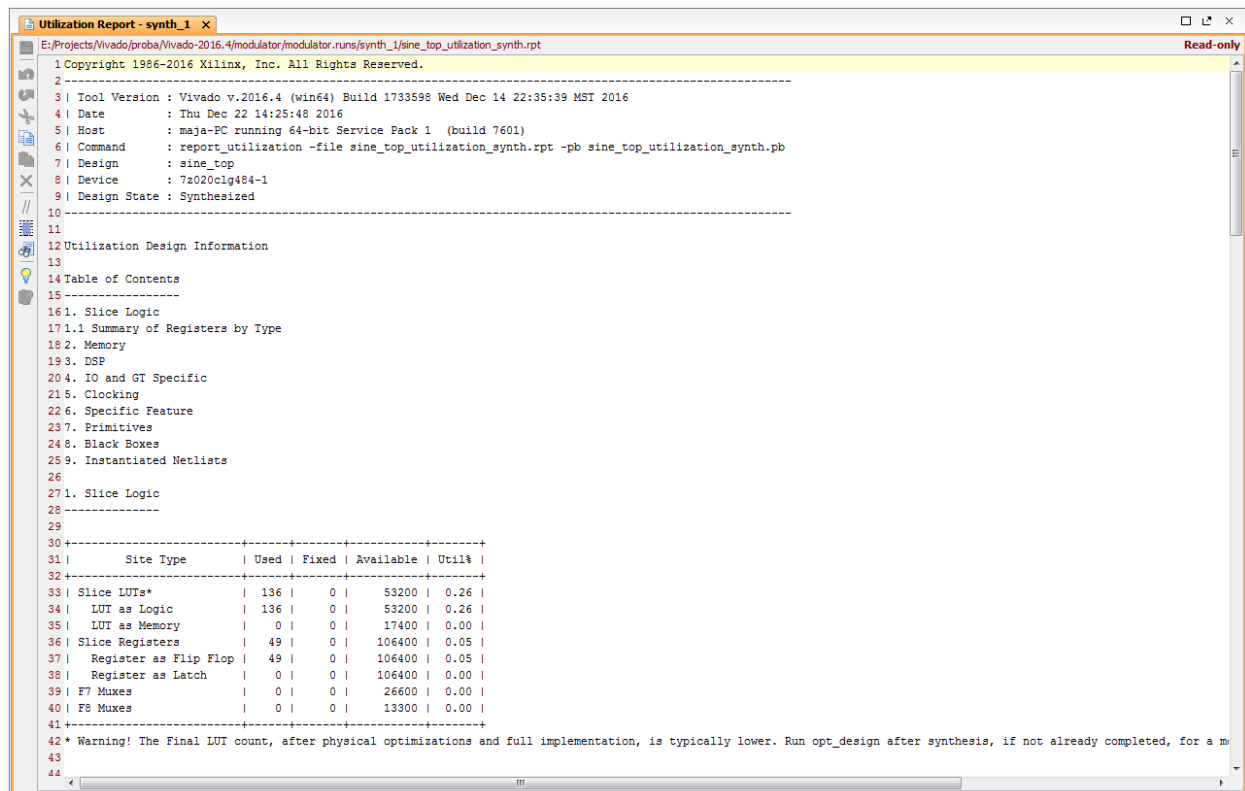 Utilization Report - synth_1
E:/Projects/Vivado/proba/Vivado-2016.4/modulator/modulator.runs/synth_1/sine_top_utilization_synth.rpt Read-only
1 Copyright 1986-2016 Xilinx, Inc. All Rights Reserved.
2 ----------------------------------------------------------------------------------------------------------
3 | Tool Version : Vivado v.2016.4 (win64) Build 1733598 Wed Dec 14 22:35:39 MST 2016
4 | Date         : Thu Dec 22 14:25:48 2016
5 | Host         : maja-PC running 64-bit Service Pack 1  (build 7601)
6 | Command      : report_utilization -file sine_top_utilization_synth.rpt -pb sine_top_utilization_synth.pb
7 | Design       : sine_top
8 | Device       : 7z020clg484-1
9 | Design State : Synthesized
10 ----------------------------------------------------------------------------------------------------------
11
12 Utilization Design Information
13
14 Table of Contents
15 -----------------
16 1. Slice Logic
17 1.1 Summary of Registers by Type
18 2. Memory
19 3. DSP
20 4. IO and GT Specific
21 5. Clocking
22 6. Specific Feature
23 7. Primitives
24 8. Black Boxes
25 9. Instantiated Netlists
26
27 1. Slice Logic
28 --------------
29
30 +-------------------------+------+-------+-----------+-------+
31 |        Site Type        | Used | Fixed | Available | Util% |
32 +-------------------------+------+-------+-----------+-------+
33 | Slice LUTs*             |  136 |     0 |     53200 |  0.26 |
34 |   LUT as Logic          |  136 |     0 |     53200 |  0.26 |
35 |   LUT as Memory         |    0 |     0 |     17400 |  0.00 |
36 | Slice Registers         |   49 |     0 |    106400 |  0.05 |
37 |   Register as Flip Flop |   49 |     0 |    106400 |  0.05 |
38 |   Register as Latch     |    0 |     0 |    106400 |  0.00 |
39 | F7 Muxes                |    0 |     0 |     26600 |  0.00 |
40 | F8 Muxes                |    0 |     0 |     13300 |  0.00 |
41 +-------------------------+------+-------+-----------+-------+
42 * Warning! The Final LUT count, after physical optimizations and full implementation, is typically lower. Run opt_design after synthesis, if not already completed, for a
43
44